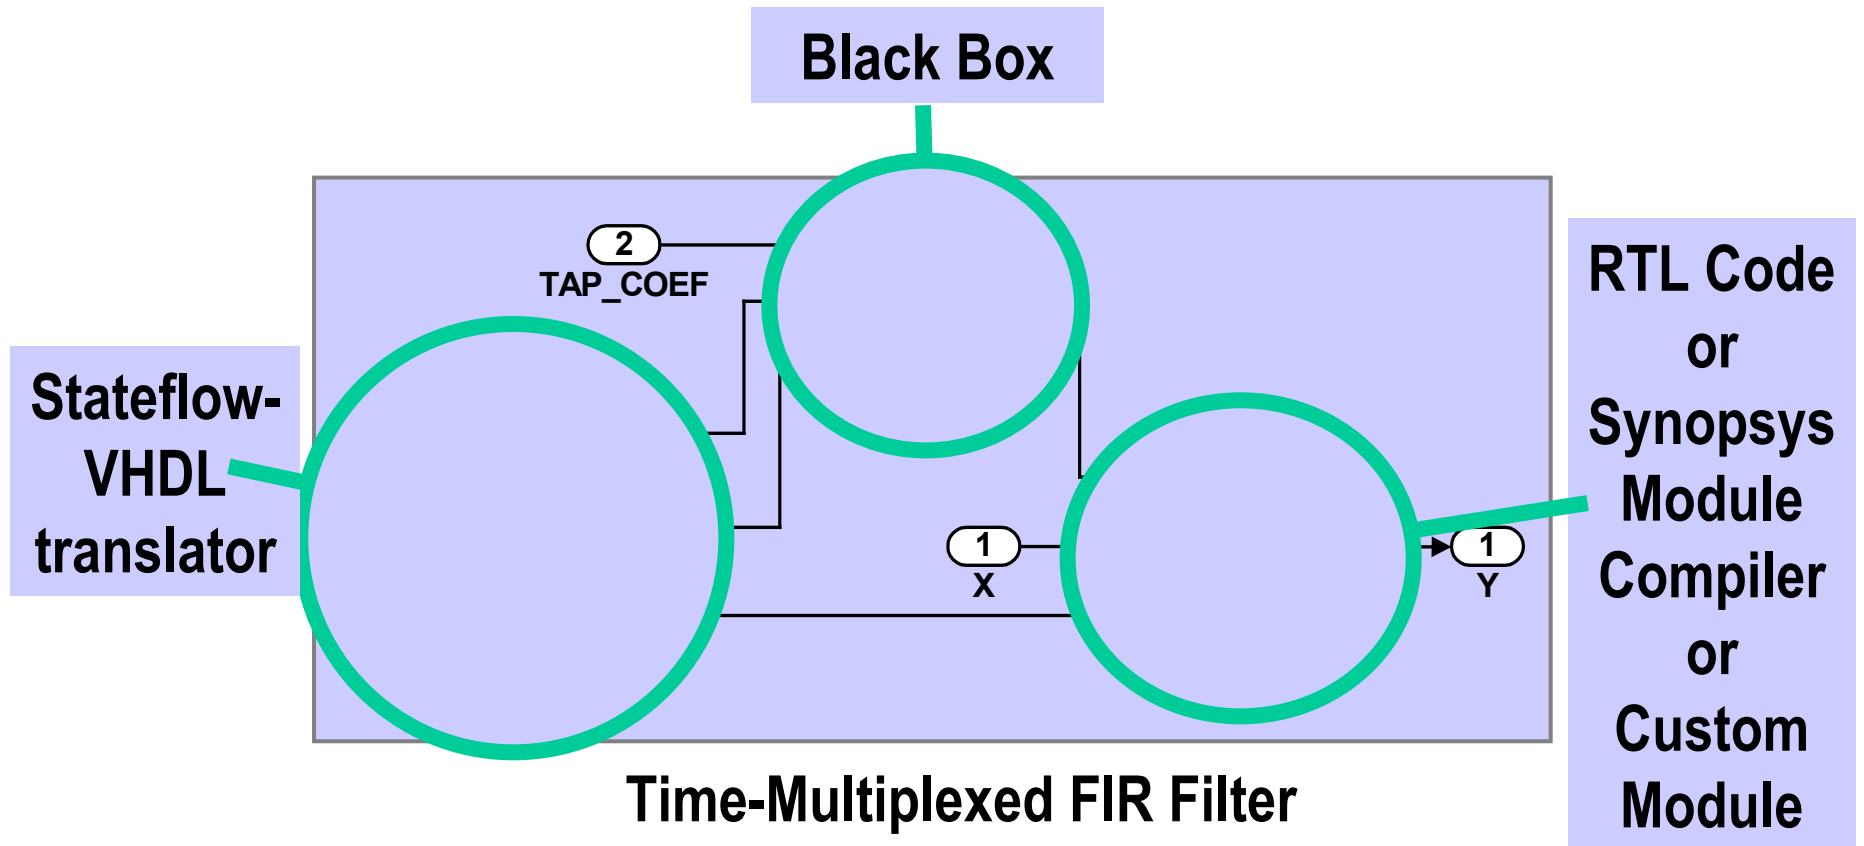 Black Box
2
TAP_COEF
Stateflow-
VHDL
translator
1
X
1
Y
RTL Code
or
Synopsys
Module
Compiler
or
Custom
Module
Time-Multiplexed FIR Filter